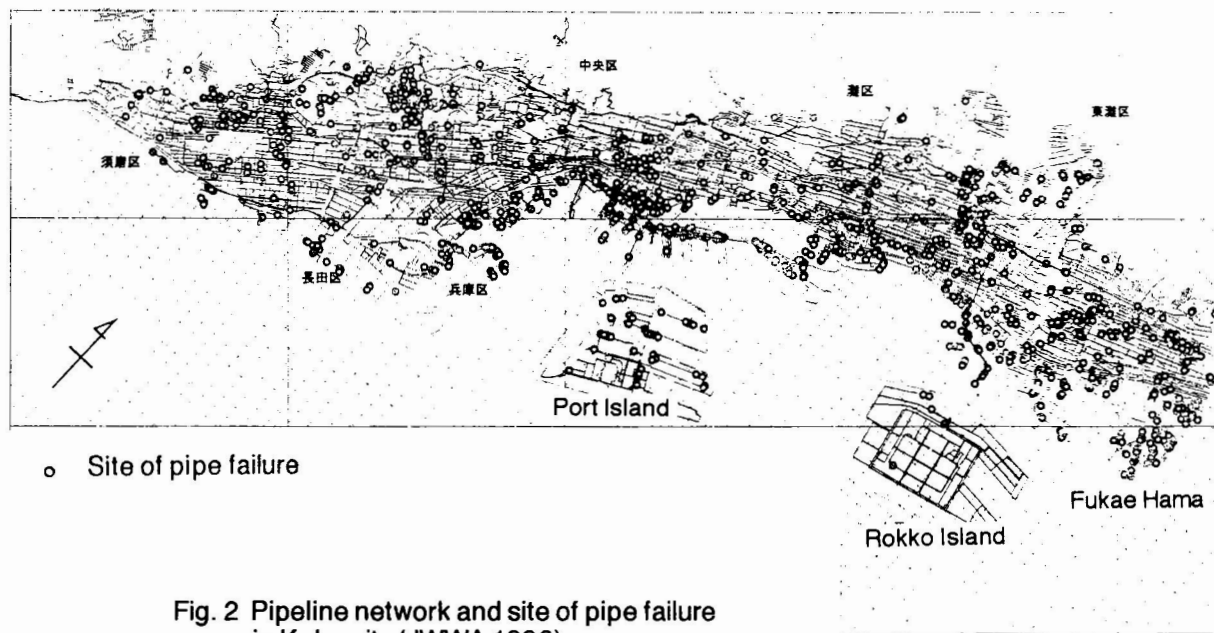 中央区
灘区
東灘区
須磨区
長田区
兵庫区
Port Island
Site of pipe failure
Fukae Hama
Rokko Island
Fig. 2 Pipeline network and site of pipe failure